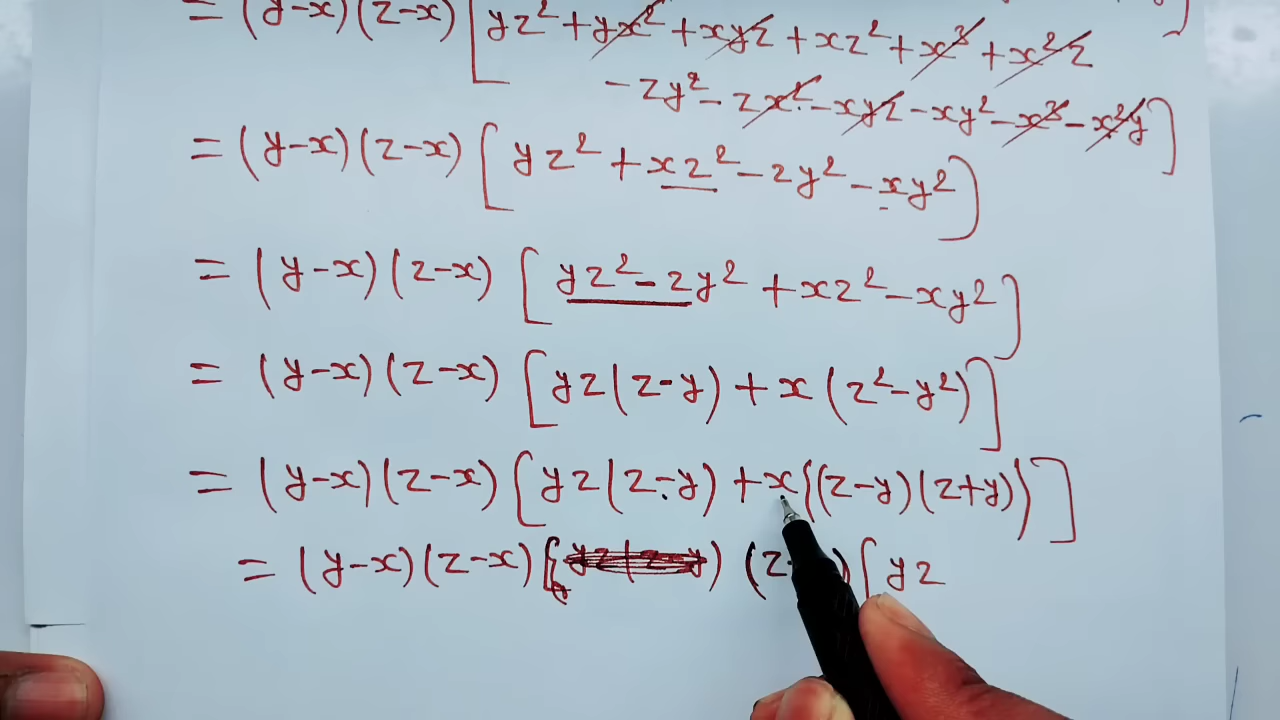 = (y-x)(z-x) [yz² + yx² + xyz + xz² + x³ + x²z
- zy² - zx² - xyz - xy² - x³ - x²y]
= (y-x)(z-x) [yz² + xz² - zy² - xy²]
= (y-x)(z-x) [yz² - zy² + xz² - xy²]
= (y-x)(z-x) [yz(z-y) + x(z²-y²)]
= (y-x)(z-x) [yz(z-y) + x((z-y)(z+y))]
= (y-x)(z-x) (z- ) [yz